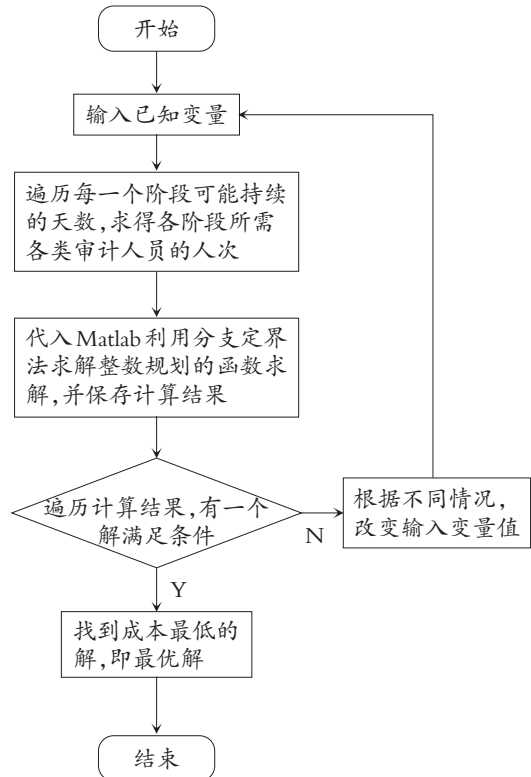 开始
输入已知变量
遍历每一个阶段可能持续
的天数,求得各阶段所需
各类审计人员的人次
代入Matlab利用分支定界
法求解整数规划的函数求
解,并保存计算结果
遍历计算结果,有一个
解满足条件
N
根据不同情况,
改变输入变量值
Y
找到成本最低的
解,即最优解
结束